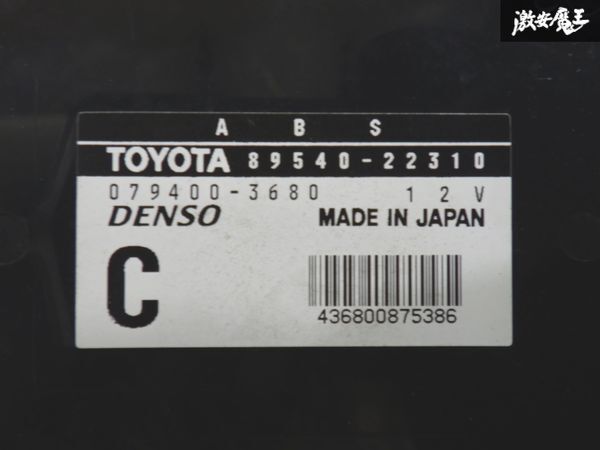 激安魔王
A B S
TOYOTA 89540-22310
079400-3680 12V
DENSO MADE IN JAPAN
C
436800875386